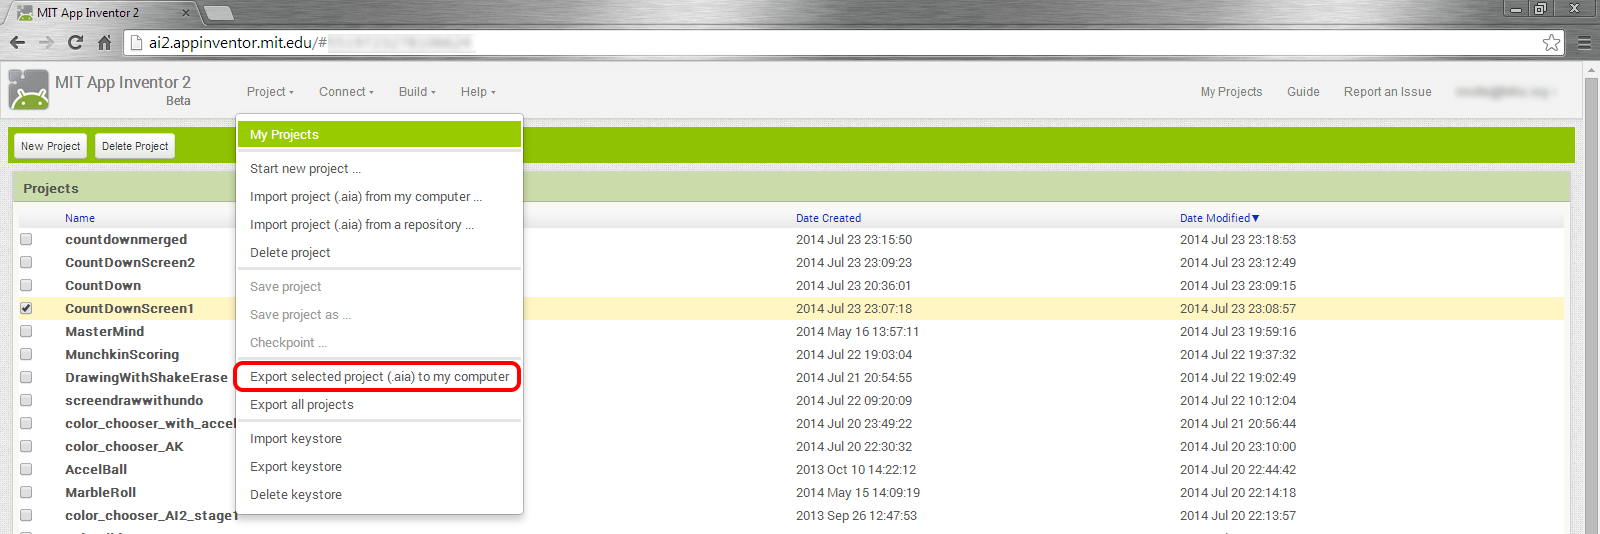 MIT App Inventor 2
ai2.appinventor.mit.edu/#
MIT App Inventor 2
Beta
Project Connect Build Help My Projects Guide Report an Issue
My Projects
New Project Delete Project
Start new project ...
Projects
Import project (.aia) from my computer ...
Name Date Created Date Modified
Import project (.aia) from a repository ...
countdownmerged 2014 Jul 23 23:15:50 2014 Jul 23 23:18:53
Delete project
CountDownScreen2 2014 Jul 23 23:09:23 2014 Jul 23 23:12:49
CountDown 2014 Jul 23 20:36:01 2014 Jul 23 23:09:15
Save project
CountDownScreen1 2014 Jul 23 23:07:18 2014 Jul 23 23:08:57
Save project as ...
MasterMind 2014 May 16 13:57:11 2014 Jul 23 19:59:16
Checkpoint ...
MunchkinScoring 2014 Jul 22 19:03:04 2014 Jul 22 19:37:32
DrawingWithShakeErase 2014 Jul 21 20:54:55 2014 Jul 22 19:02:49
Export selected project (.aia) to my computer
screendrawwithundo 2014 Jul 22 09:20:09 2014 Jul 22 10:12:04
Export all projects
color_chooser_with_accel 2014 Jul 20 23:49:22 2014 Jul 21 20:56:44
Import keystore
color_chooser_AK 2014 Jul 20 22:30:32 2014 Jul 20 23:10:00
Export keystore
AccelBall 2013 Oct 10 14:22:12 2014 Jul 20 22:44:42
Delete keystore
MarbleRoll 2014 May 15 14:09:19 2014 Jul 20 22:14:18
color_chooser_AI2_stage1 2013 Sep 26 12:47:53 2014 Jul 20 22:13:57